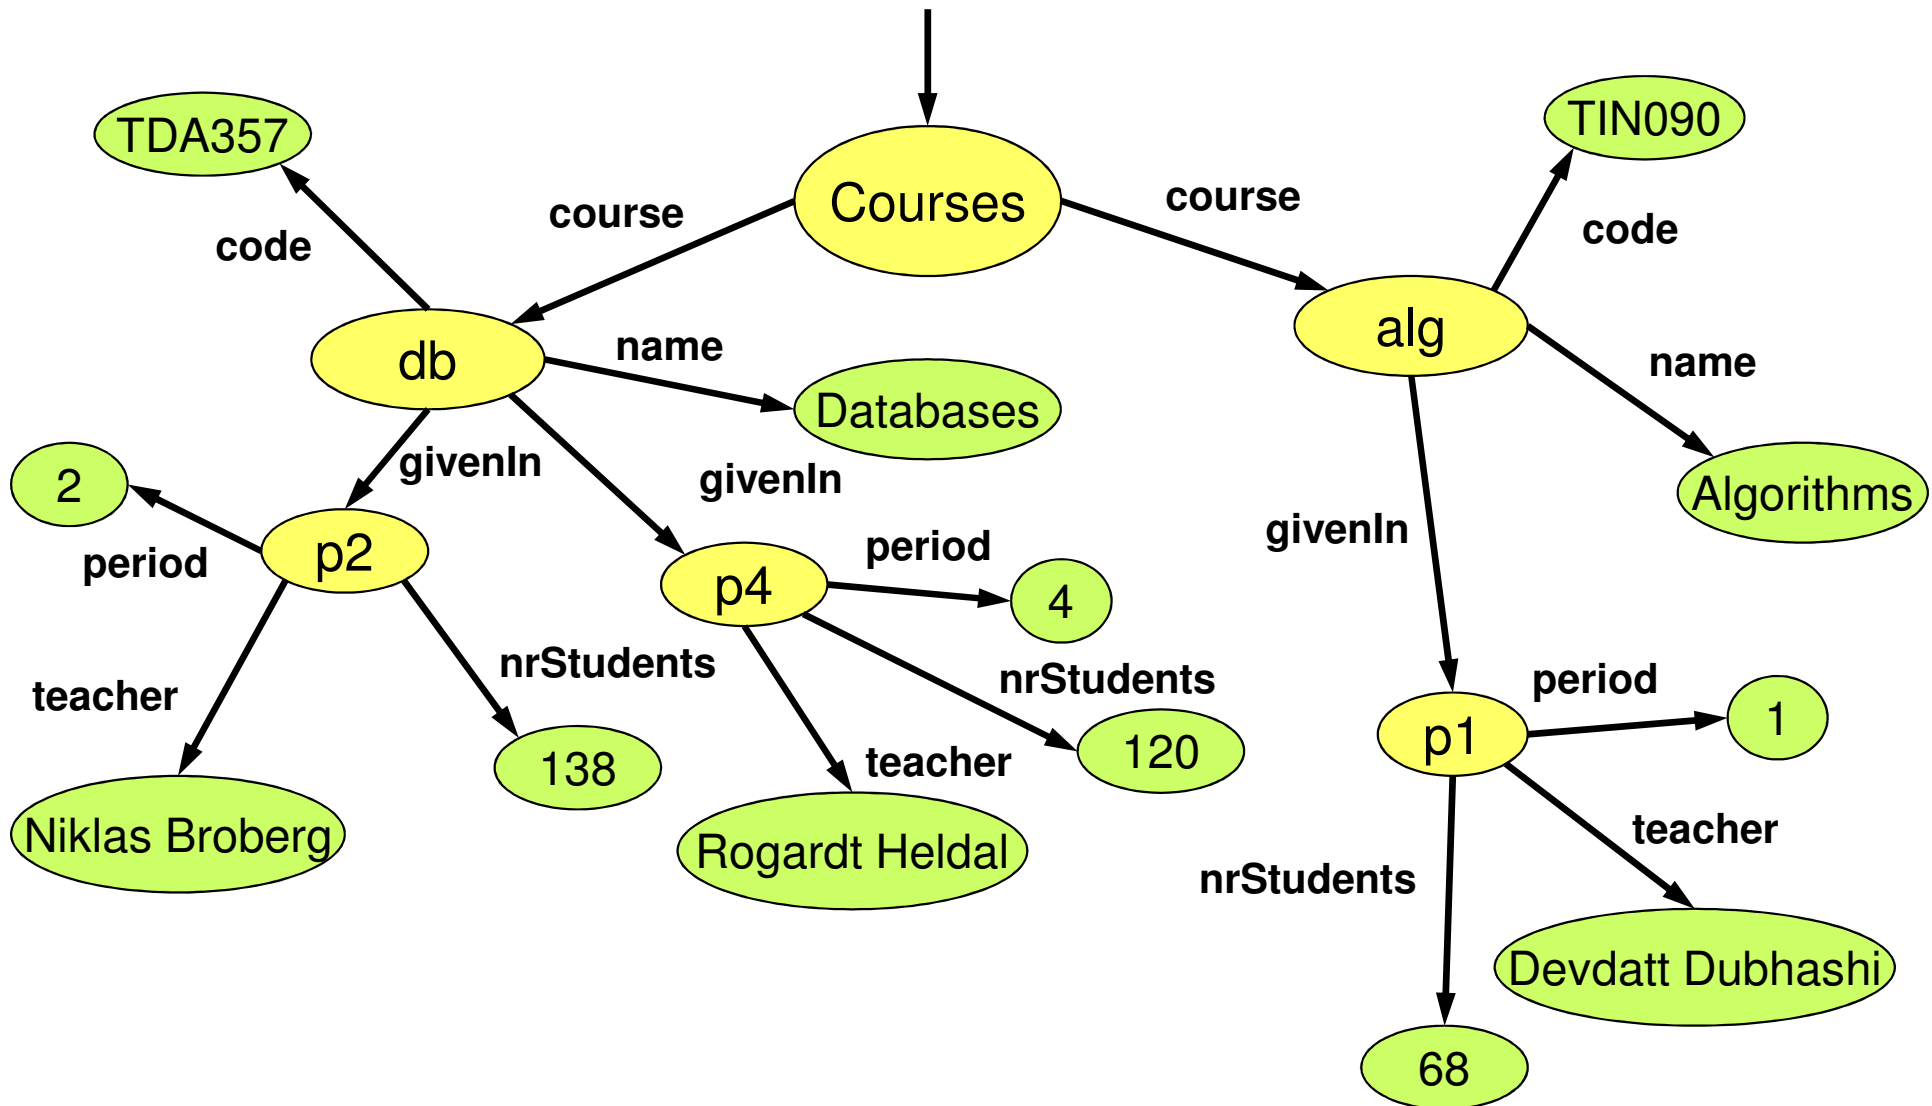 TDA357
TIN090
Courses
course
course
code
code
db
name
alg
name
Databases
givenIn
givenIn
2
Algorithms
period
p2
givenIn
period
p4
4
nrStudents
nrStudents
teacher
period
1
p1
138
teacher
120
Niklas Broberg
Rogardt Heldal
teacher
nrStudents
Devdatt Dubhashi
68